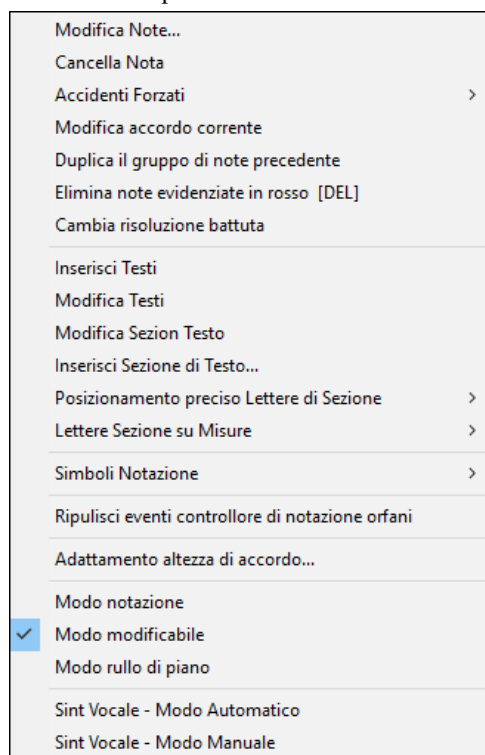 Modifica Note...
Cancella Nota
Accidenti Forzati
Modifica accordo corrente
Duplica il gruppo di note precedente
Elimina note evidenziate in rosso [DEL]
Cambia risoluzione battuta
Inserisci Testi
Modifica Testi
Modifica Sezion Testo
Inserisci Sezione di Testo...
Posizionamento preciso Lettere di Sezione
Lettere Sezione su Misure
Simboli Notazione
Ripulisci eventi controllore di notazione orfani
Adattamento altezza di accordo...
Modo notazione
Modo modificabile
Modo rullo di piano
Sint Vocale - Modo Automatico
Sint Vocale - Modo Manuale